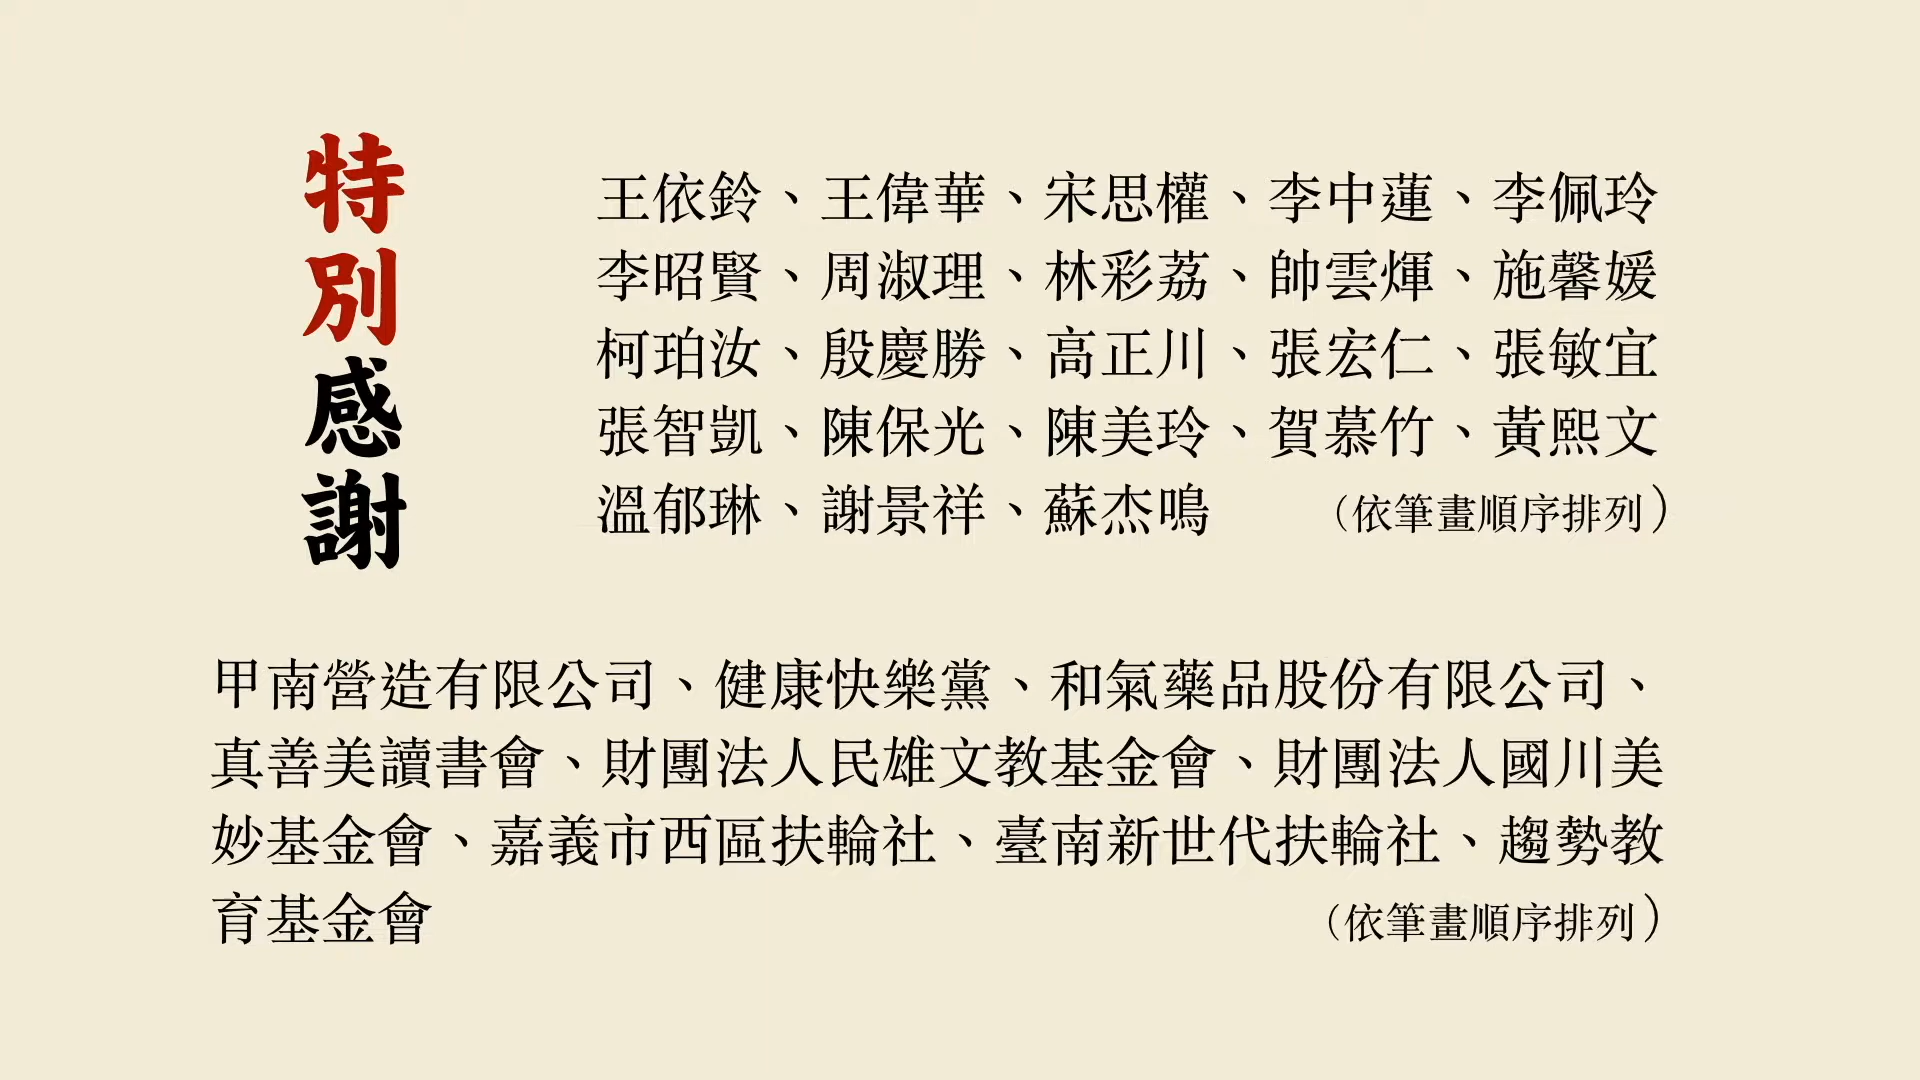 特別感謝
王依鈴、王偉華、宋思權、李中蓮、李佩玲
李昭賢、周淑理、林彩荔、帥雲煇、施馨媛
柯珀汝、殷慶勝、高正川、張宏仁、張敏宜
張智凱、陳保光、陳美玲、賀慕竹、黃熙文
溫郁琳、謝景祥、蘇杰鳴 （依筆畫順序排列）
甲南營造有限公司、健康快樂黨、和氣藥品股份有限公司、
真善美讀書會、財團法人民雄文教基金會、財團法人國川美
妙基金會、嘉義市西區扶輪社、臺南新世代扶輪社、趨勢教
育基金會 （依筆畫順序排列）